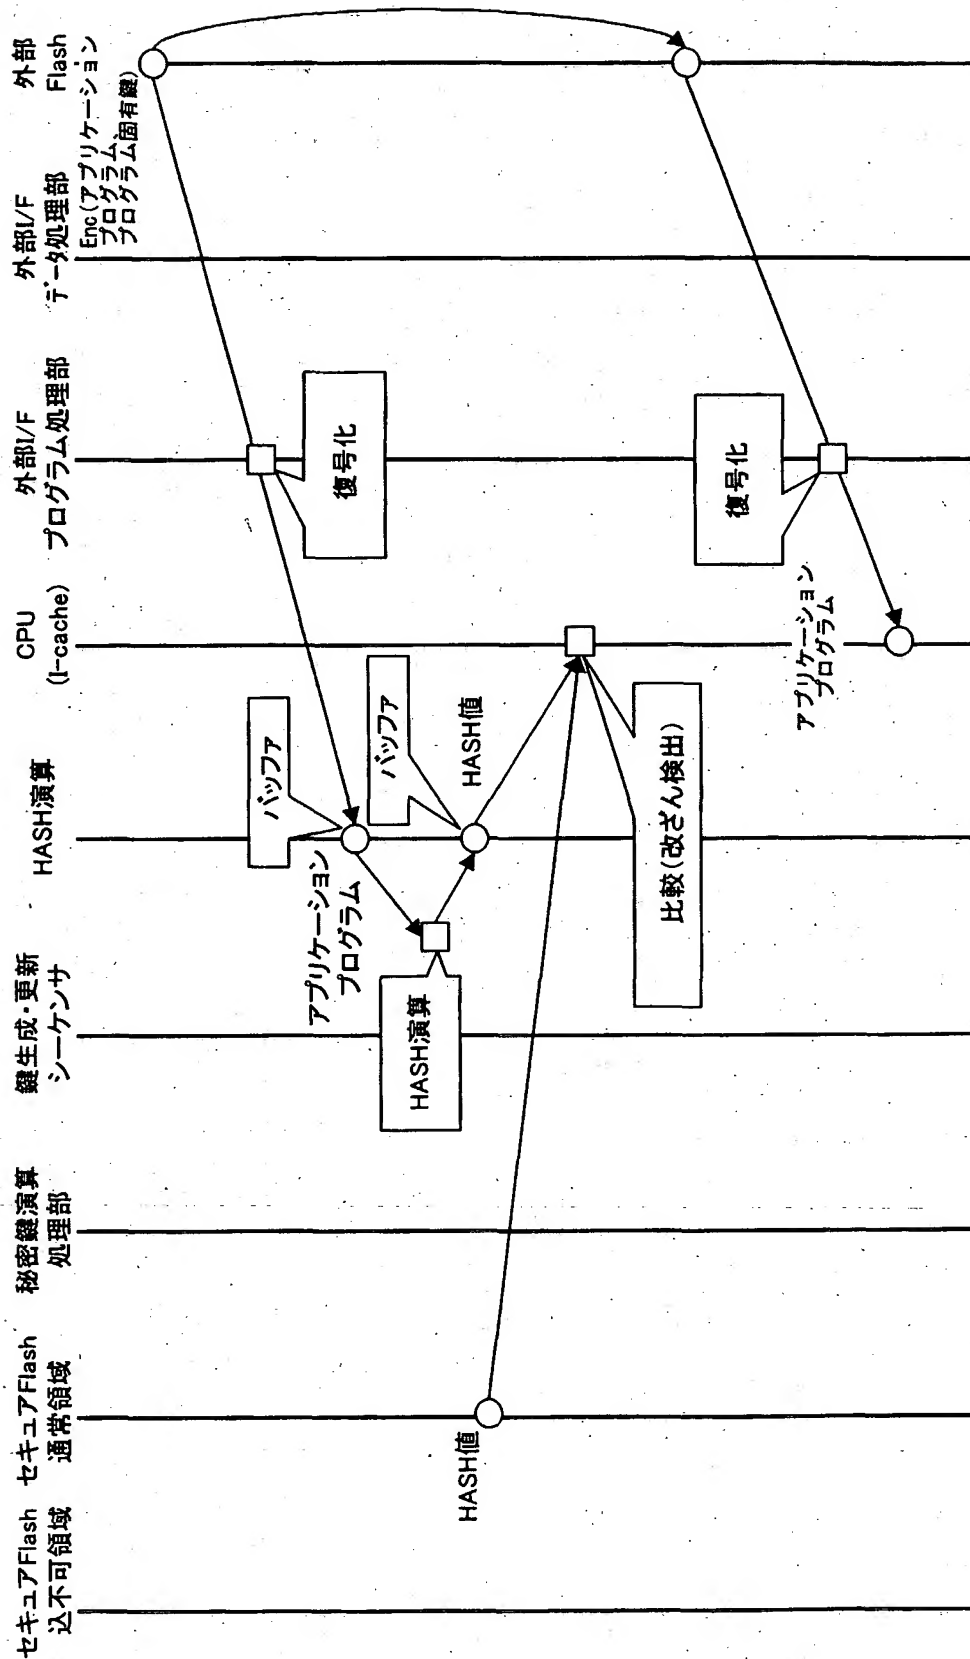 セキュアFlash
込不可領域
セキュアFlash
通常領域
秘密鍵演算
処理部
鍵生成・更新
シーケンサ
HASH演算
CPU
(I-cache)
外部I/F
プログラム処理部
外部I/F
データ処理部
外部
Flash
Enc(アプリケーション
プログラム、
プログラム固有鍵)
復号化
バッファ
アプリケーション
プログラム
HASH演算
バッファ
HASH値
HASH値
比較(改ざん検出)
復号化
アプリケーション
プログラム